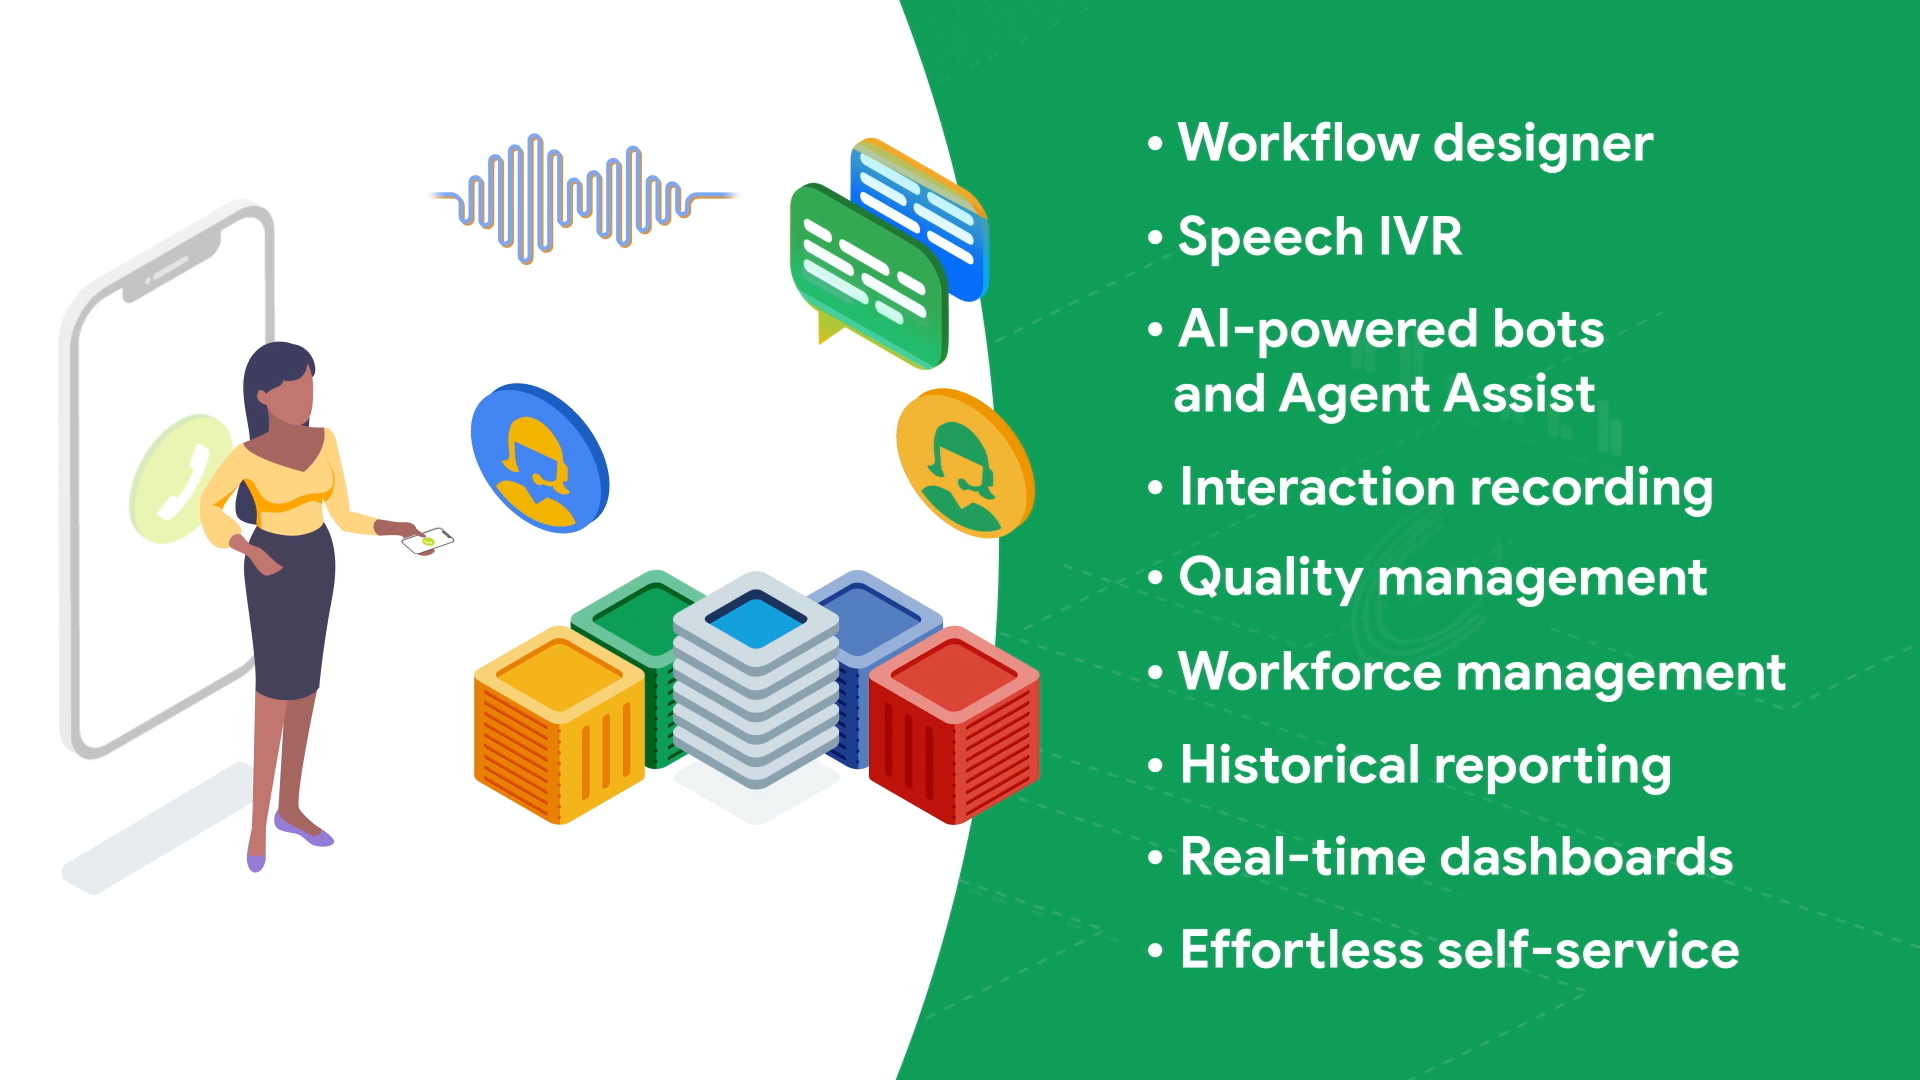 • Workflow designer
• Speech IVR
• AI-powered bots
and Agent Assist
• Interaction recording
• Quality management
• Workforce management
• Historical reporting
• Real-time dashboards
• Effortless self-service